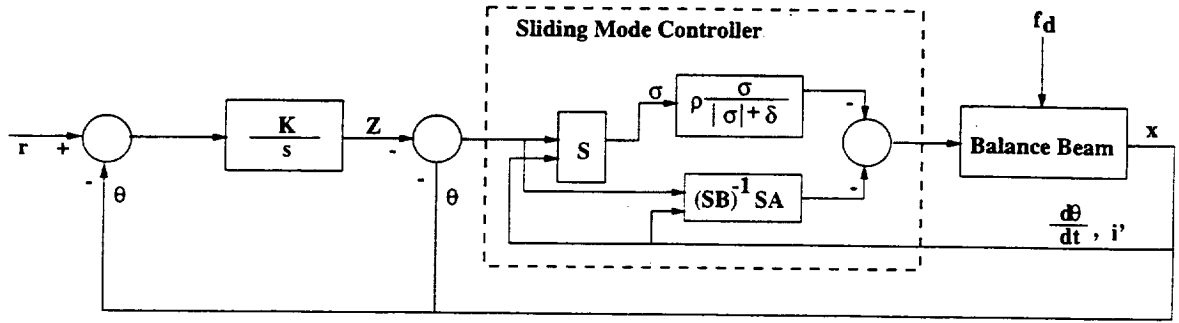 Sliding Mode Controller
f_d
σ
ρ σ / |σ| + δ
-
K / s
Z
-
r
+
-
θ
-
θ
S
(SB)^-1 SA
-
Balance Beam
x
dθ/dt , i'